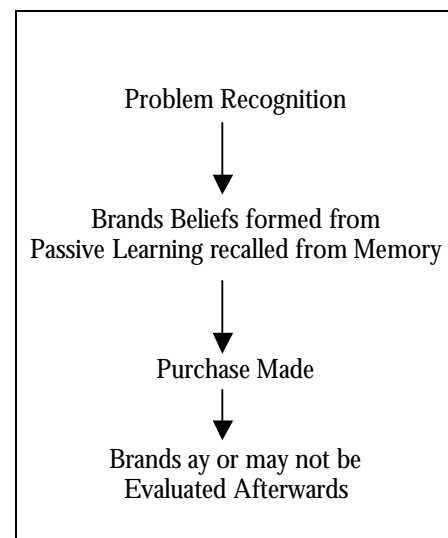 Problem Recognition
Brands Beliefs formed from
Passive Learning recalled from Memory
Purchase Made
Brands ay or may not be
Evaluated Afterwards